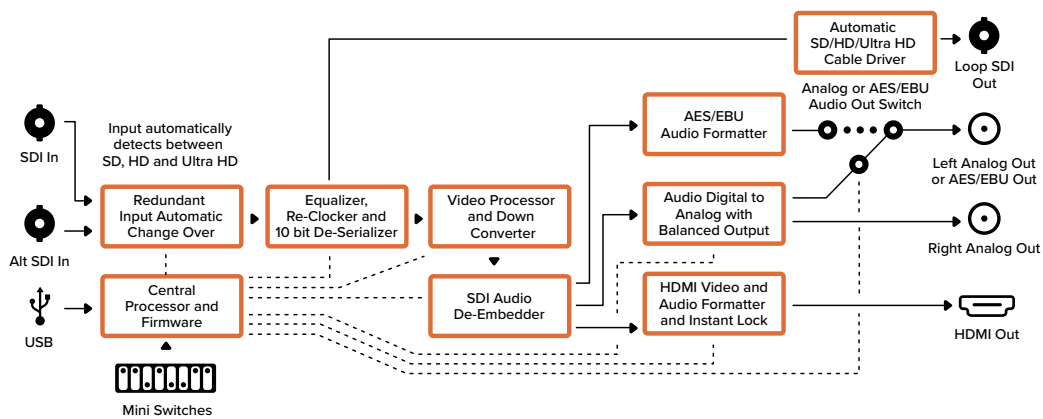 Automatic
SD/HD/Ultra HD
Cable Driver
Loop SDI
Out
Analog or AES/EBU
Audio Out Switch
SDI In
Input automatically
detects between
SD, HD and Ultra HD
AES/EBU
Audio Formatter
Left Analog Out
or AES/EBU Out
Alt SDI In
Redundant
Input Automatic
Change Over
Equalizer,
Re-Clocker and
10 bit De-Serializer
Video Processor
and Down
Converter
Audio Digital to
Analog with
Balanced Output
Right Analog Out
USB
Central
Processor and
Firmware
SDI Audio
De-Embedder
HDMI Video and
Audio Formatter
and Instant Lock
HDMI Out
Mini Switches